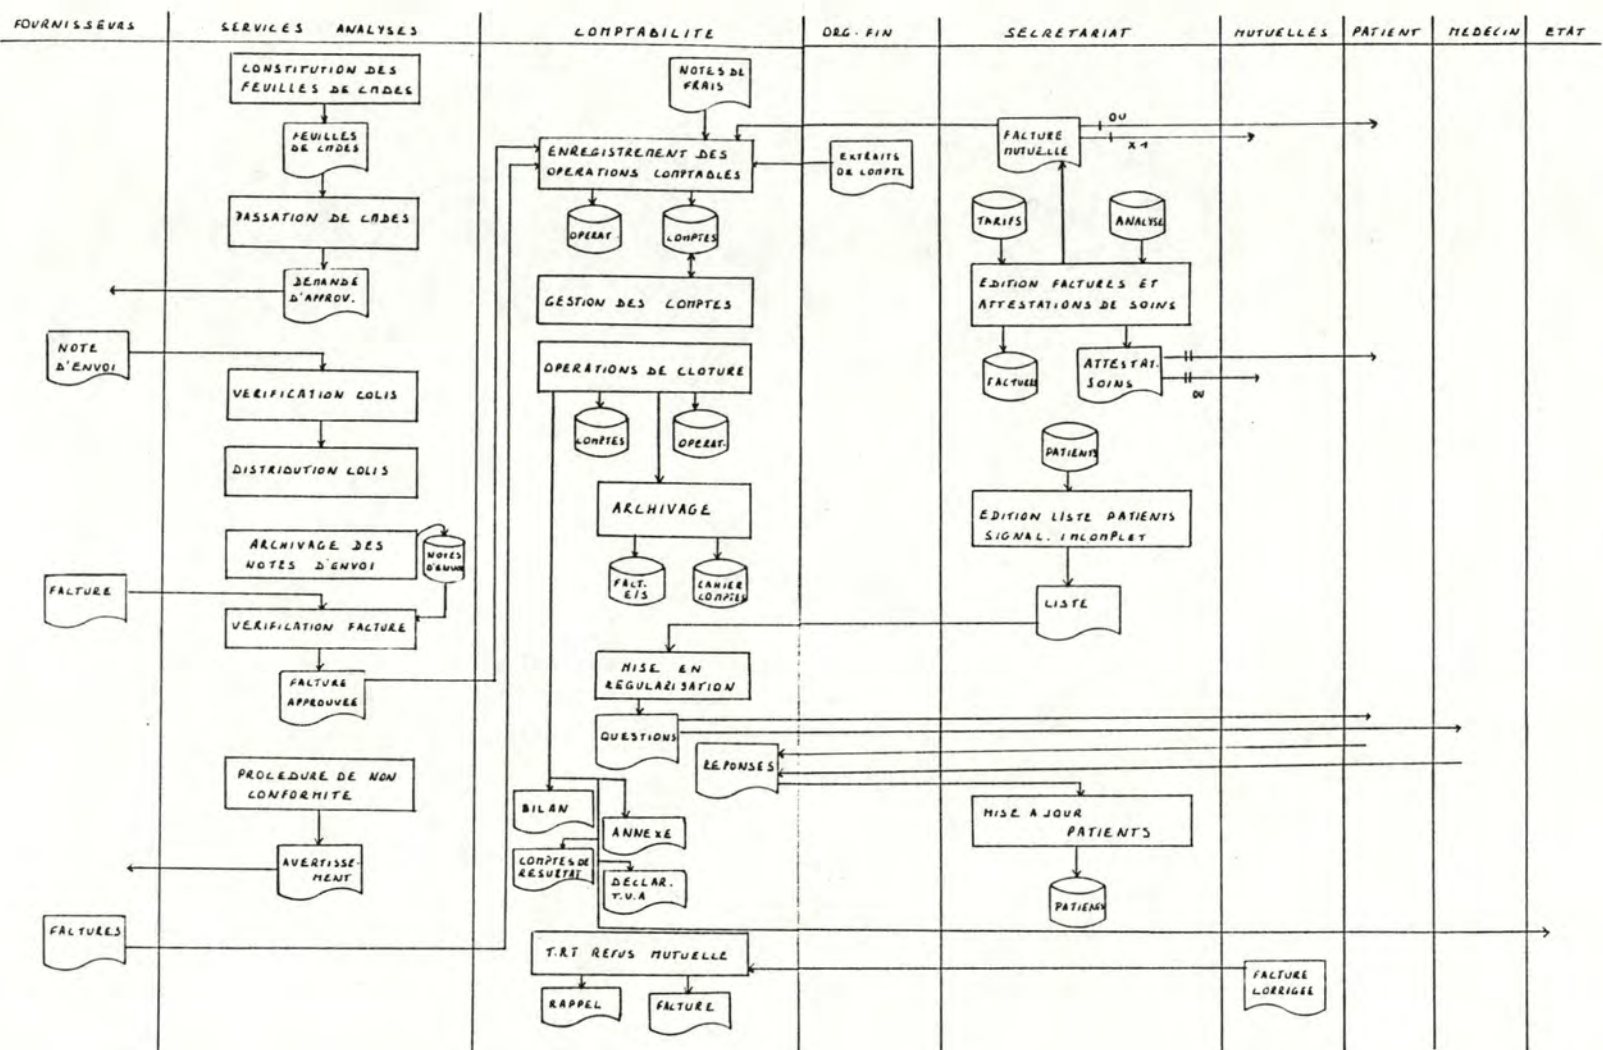 FOURNISSEURS
SERVICES ANALYSES
COMPTABILITE
ORG. FIN
SECRETARIAT
MUTUELLES
PATIENT
MEDECIN
ETAT
CONSTITUTION DES
FEUILLES DE CMDES
FEUILLES
DE CMDES
PASSATION DE CMDES
DEMANDE
D'APPROV.
NOTE
D'ENVOI
VERIFICATION COLIS
DISTRIBUTION COLIS
ARCHIVAGE DES
NOTES D'ENVOI
NOTES
D'ENVOI
FACTURE
VERIFICATION FACTURE
FACTURE
APPROUVEE
PROCEDURE DE NON
CONFORMITE
AVERTISSE-
MENT
FACTURES
NOTES DE
FRAIS
ENREGISTREMENT DES
OPERATIONS COMPTABLES
OPERAT.
COMPTES
GESTION DES COMPTES
OPERATIONS DE CLOTURE
COMPTES
OPERAT.
ARCHIVAGE
FACT.
E/S
CAHIER
COMPTES
MISE EN
REGULARISATION
QUESTIONS
REPONSES
BILAN
ANNEXE
COMPTES DE
RESULTAT
DECLAR.
T.V.A
T.R.T REFUS MUTUELLE
RAPPEL
FACTURE
EXTRAITS
DE COMPTE
FACTURE
MUTUELLE
OU
X 1
TARIFS
ANALYSE
EDITION FACTURES ET
ATTESTATIONS DE SOINS
FACTURES
ATTESTAT.
SOINS
OU
PATIENTS
EDITION LISTE PATIENTS
SIGNAL. INCOMPLET
LISTE
MISE A JOUR
PATIENTS
PATIENTS
FACTURE
CORRIGEE